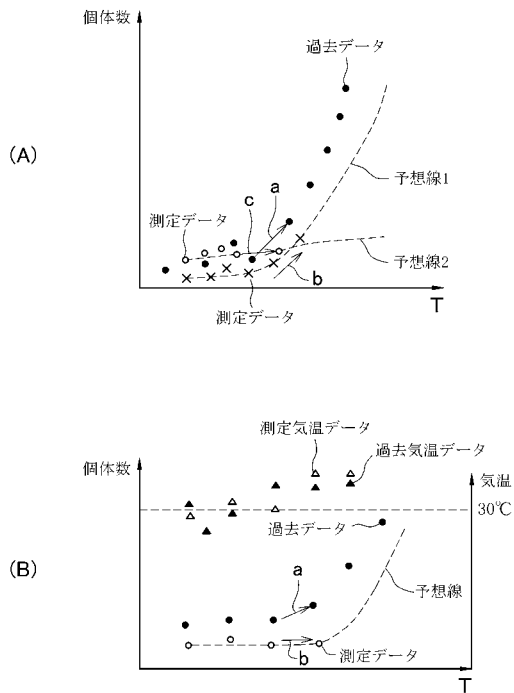 個体数
過去データ
(A)
a
予想線1
c
測定データ
予想線2
b
測定データ
T
測定気温データ
過去気温データ
個体数
気温
30℃
過去データ
(B)
a
予想線
b
測定データ
T